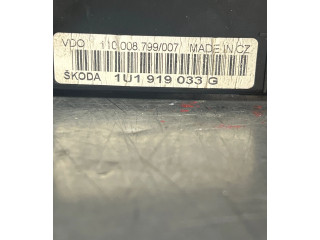 VDO 110.008.799/007 MADE IN CZ
ŠKODA 1U1 919 033 G